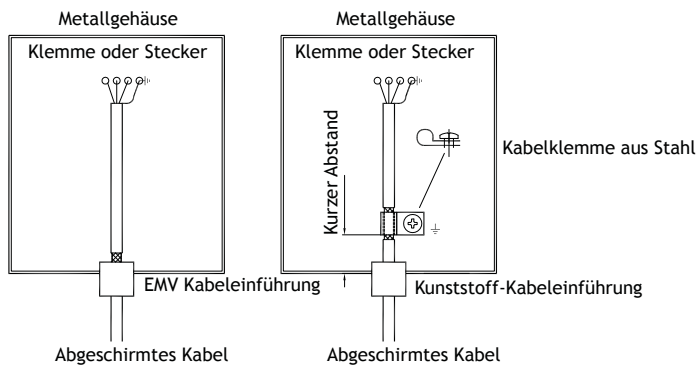 Metallgehäuse
Klemme oder Stecker
EMV Kabeleinführung
Abgeschirmtes Kabel
Metallgehäuse
Klemme oder Stecker
Kurzer Abstand
Kabelklemme aus Stahl
Kunststoff-Kabeleinführung
Abgeschirmtes Kabel